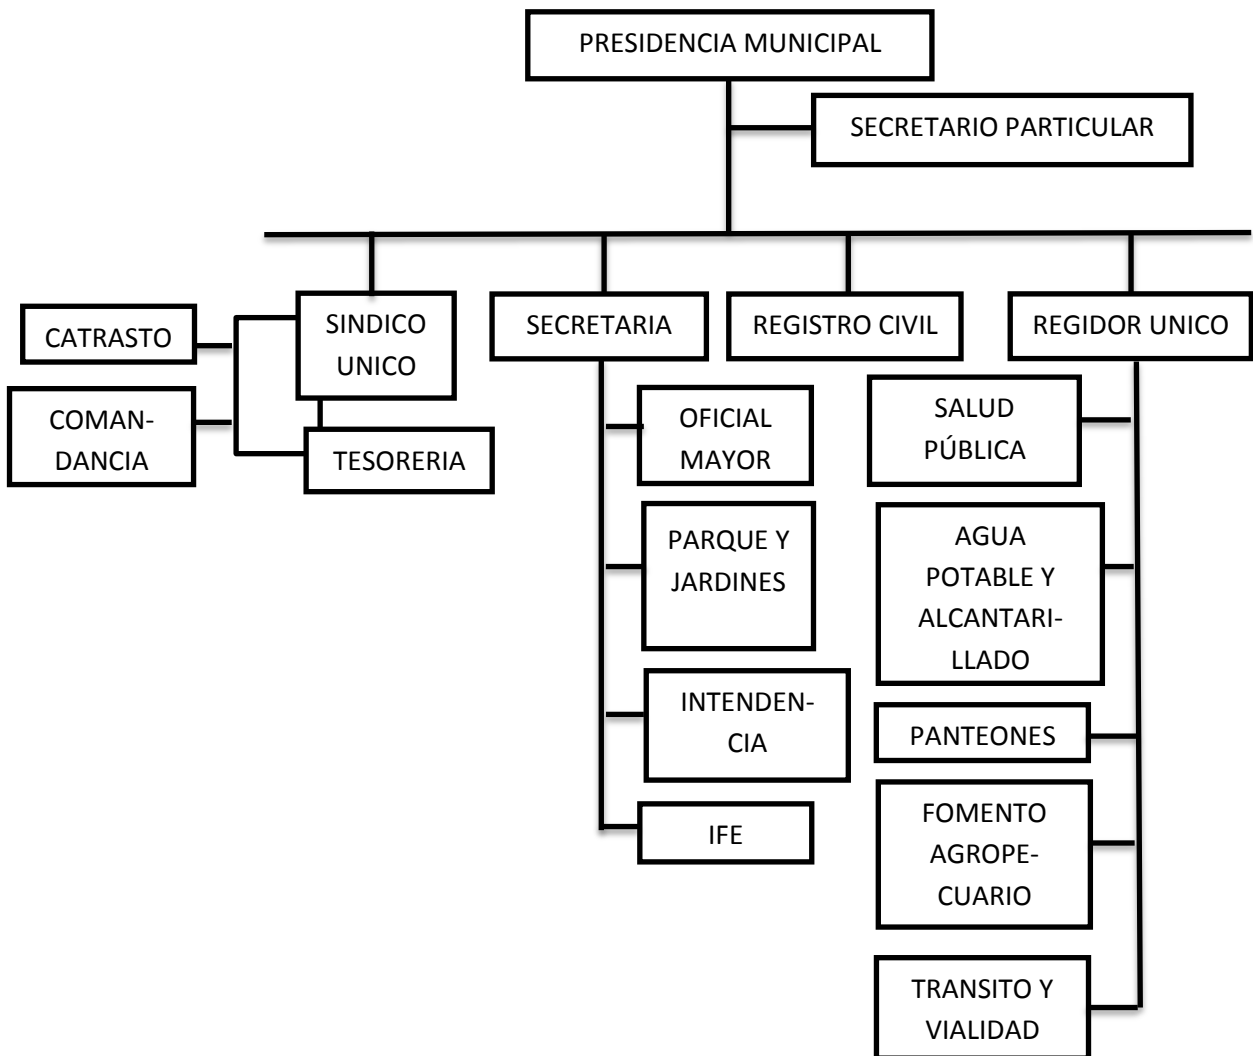 PRESIDENCIA MUNICIPAL
SECRETARIO PARTICULAR
CATRASTO
COMAN-
DANCIA
SINDICO
UNICO
TESORERIA
SECRETARIA
OFICIAL
MAYOR
PARQUE Y
JARDINES
INTENDEN-
CIA
IFE
REGISTRO CIVIL
REGIDOR UNICO
SALUD
PÚBLICA
AGUA
POTABLE Y
ALCANTARI-
LLADO
PANTEONES
FOMENTO
AGROPE-
CUARIO
TRANSITO Y
VIALIDAD